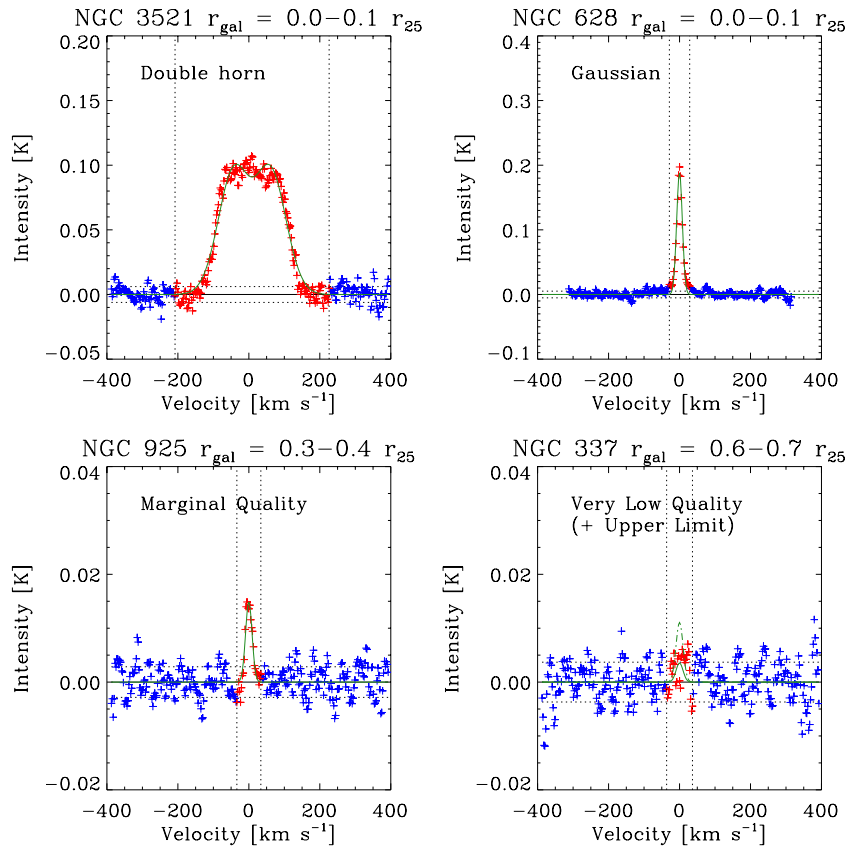 NGC 3521 r_gal = 0.0−0.1 r_25
Double horn
0.20
0.15
0.10
0.05
0.00
−0.05
Intensity [K]
−400 −200 0 200 400
Velocity [km s⁻¹]
NGC 628 r_gal = 0.0−0.1 r_25
Gaussian
0.4
0.3
0.2
0.1
0.0
−0.1
Intensity [K]
−400 −200 0 200 400
Velocity [km s⁻¹]
NGC 925 r_gal = 0.3−0.4 r_25
Marginal Quality
0.04
0.02
0.00
−0.02
Intensity [K]
−400 −200 0 200 400
Velocity [km s⁻¹]
NGC 337 r_gal = 0.6−0.7 r_25
Very Low Quality
(+ Upper Limit)
0.04
0.02
0.00
−0.02
Intensity [K]
−400 −200 0 200 400
Velocity [km s⁻¹]